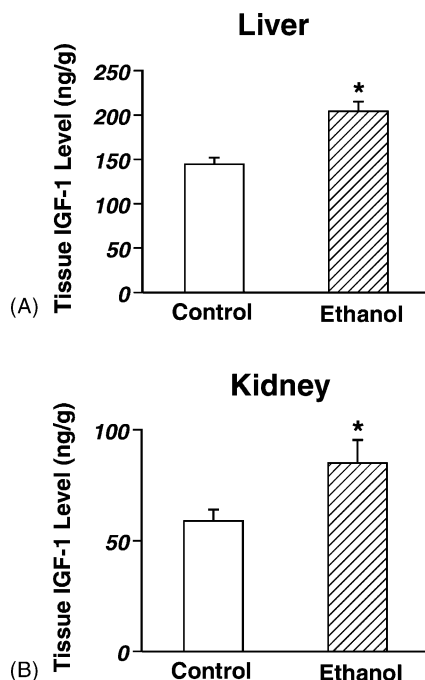 (A)
Liver
Tissue IGF-1 Level (ng/g)
250
200
150
100
50
0
*
Control Ethanol
(B)
Kidney
Tissue IGF-1 Level (ng/g)
100
50
0
*
Control Ethanol